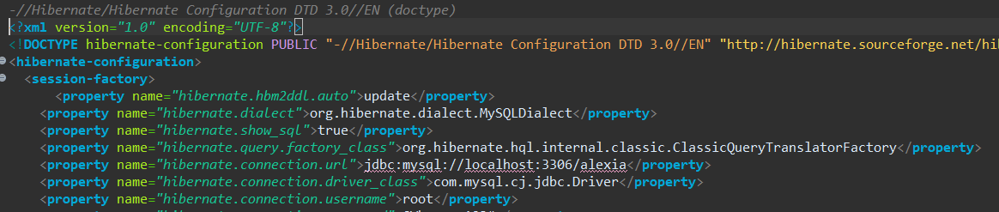 -//Hibernate/Hibernate Configuration DTD 3.0//EN (doctype)
<?xml version="1.0" encoding="UTF-8"?>
<!DOCTYPE hibernate-configuration PUBLIC "-//Hibernate/Hibernate Configuration DTD 3.0//EN" "http://hibernate.sourceforge.net/hi
<hibernate-configuration>
<session-factory>
<property name="hibernate.hbm2ddl.auto">update</property>
<property name="hibernate.dialect">org.hibernate.dialect.MySQLDialect</property>
<property name="hibernate.show_sql">true</property>
<property name="hibernate.query.factory_class">org.hibernate.hql.internal.classic.ClassicQueryTranslatorFactory</property>
<property name="hibernate.connection.url">jdbc:mysql://localhost:3306/alexia</property>
<property name="hibernate.connection.driver_class">com.mysql.cj.jdbc.Driver</property>
<property name="hibernate.connection.username">root</property>